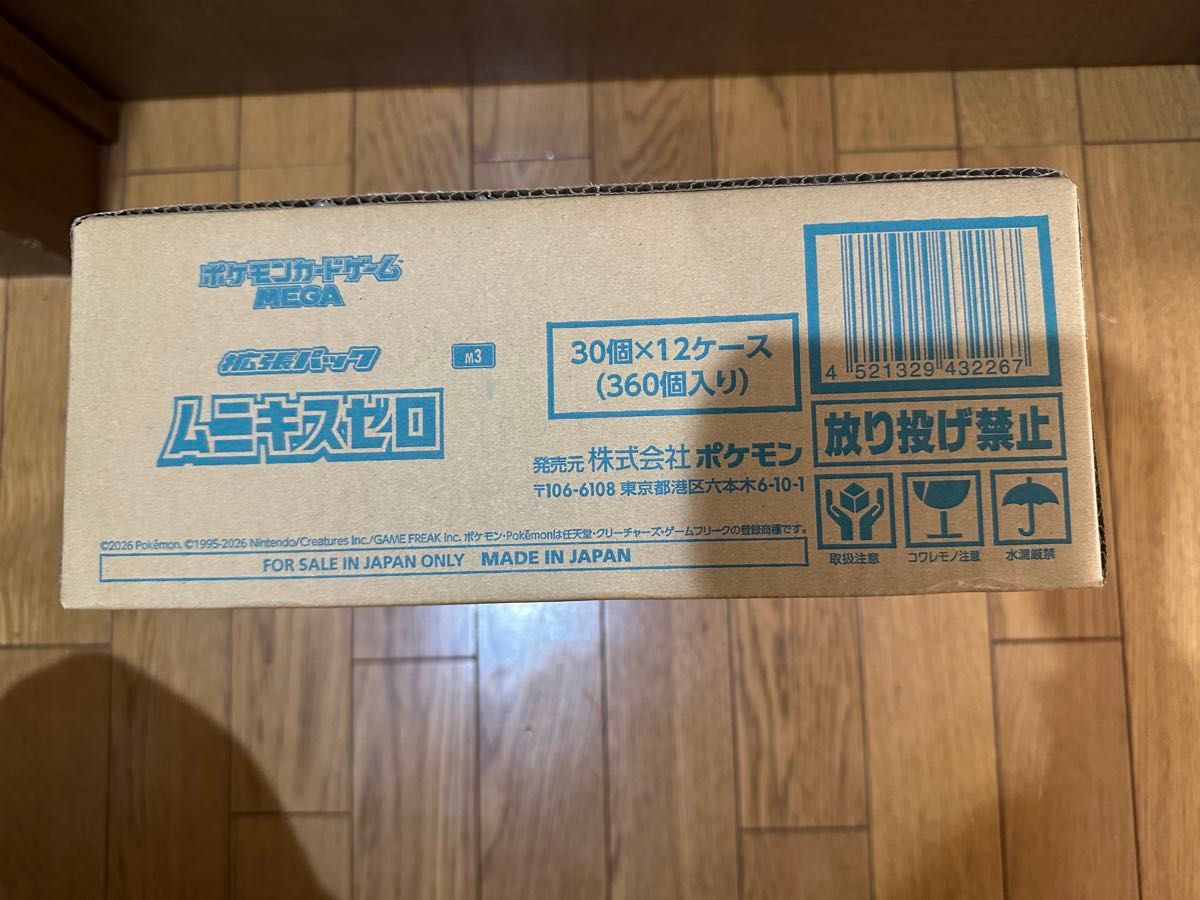 ポケモンカードゲーム
MEGA
拡張パック
M3
ムニキスゼロ
30個×12ケース
(360個入り)
発売元 株式会社 ポケモン
〒106-6108 東京都港区六本木6-10-1
4 521329 432267
放り投げ禁止
取扱注意
コワレモノ注意
水濡厳禁
©2026 Pokémon. ©1995-2026 Nintendo/Creatures Inc./GAME FREAK inc. ポケモン・Pokémonは任天堂・クリーチャーズ・ゲームフリークの登録商標です。
FOR SALE IN JAPAN ONLY MADE IN JAPAN